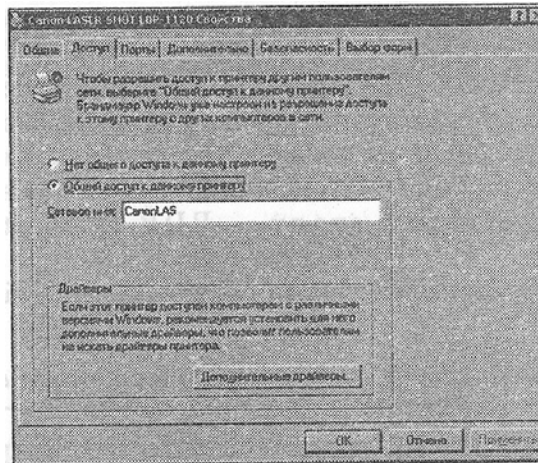 Canon LASER SHOT LBP-1120 Свойства
Общие Доступ Порты Дополнительно Безопасность Выбор форм
Чтобы разрешить доступ к принтеру другим пользователям
сети, выберите "Общий доступ к данному принтеру".
Брандмауэр Windows уже настроен на разрешение доступа
к этому принтеру с других компьютеров в сети.
Нет общего доступа к данному принтеру
Общий доступ к данному принтеру
Сетевое имя: CanonLAS
Драйверы
Если этот принтер доступен компьютерам с различными
версиями Windows, рекомендуется установить для него
дополнительные драйверы, что позволит пользователям
не искать драйверы принтера.
Дополнительные драйверы...
OK Отмена Применить